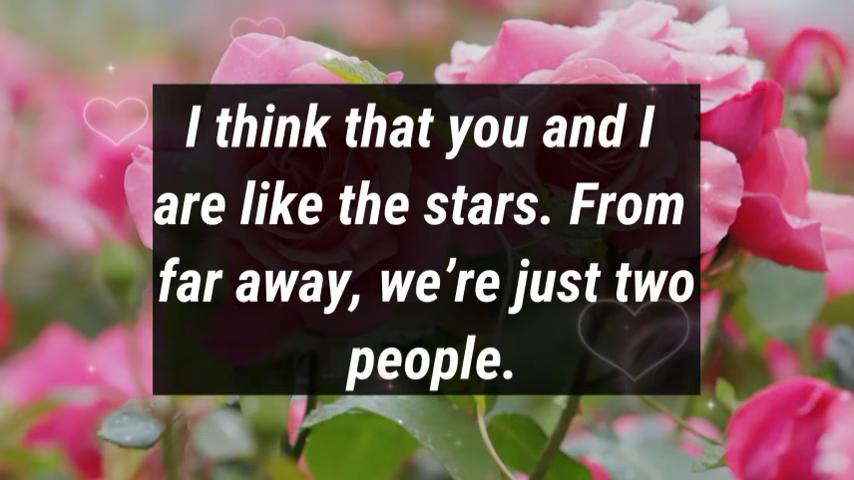 I think that you and I
are like the stars. From
far away, we’re just two
people.